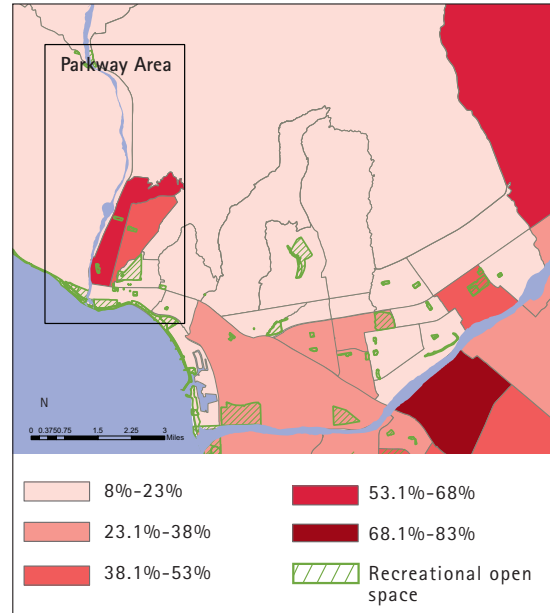 Parkway Area
N
0 0.375 0.75 1.5 2.25 3
Miles
8%-23%
23.1%-38%
38.1%-53%
53.1%-68%
68.1%-83%
Recreational open
space